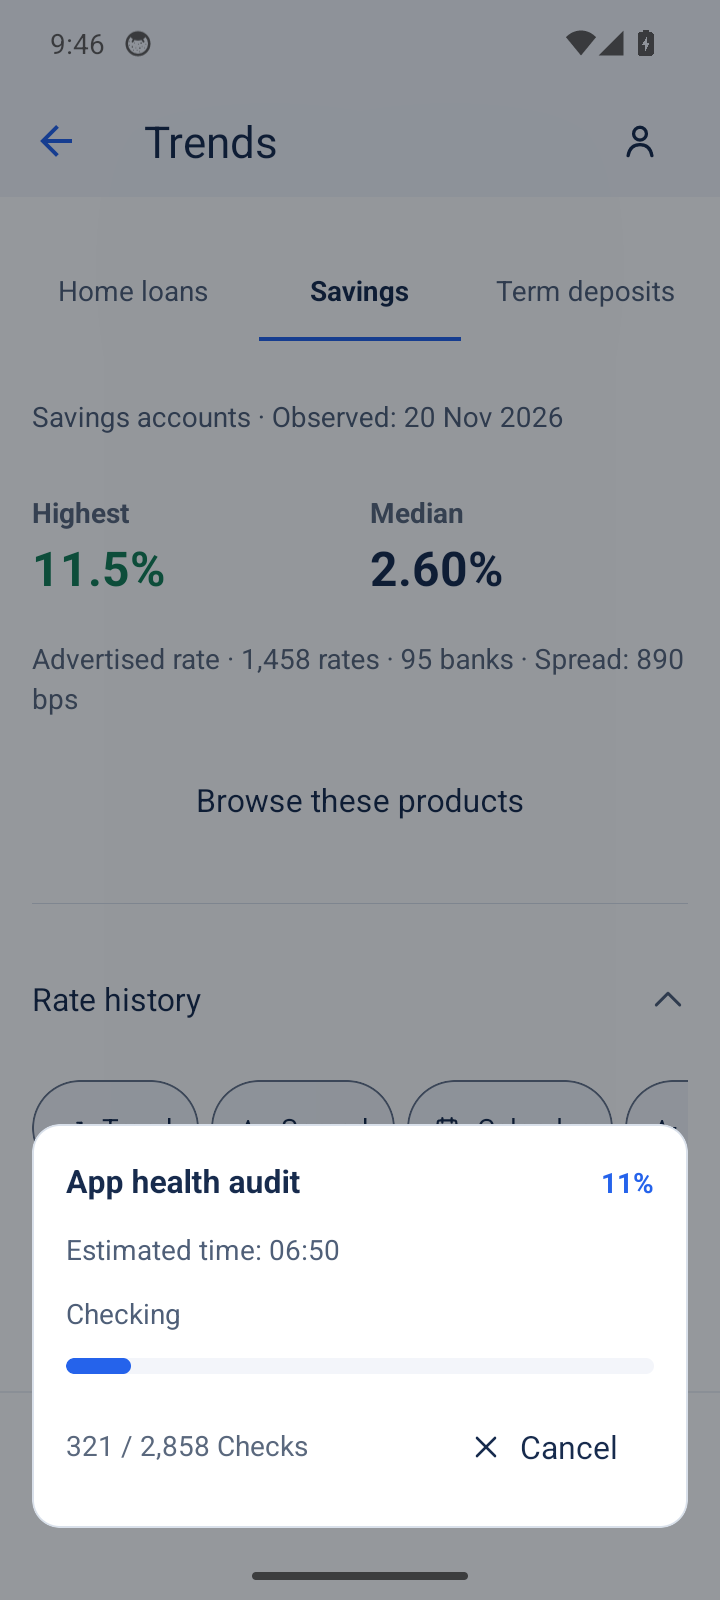 9:46
Trends
Home loans
Savings
Term deposits
Savings accounts · Observed: 20 Nov 2026
Highest
Median
11.5%
2.60%
Advertised rate · 1,458 rates · 95 banks · Spread: 890
bps
Browse these products
Rate history
App health audit
11%
Estimated time: 06:50
Checking
321 / 2,858 Checks
Cancel